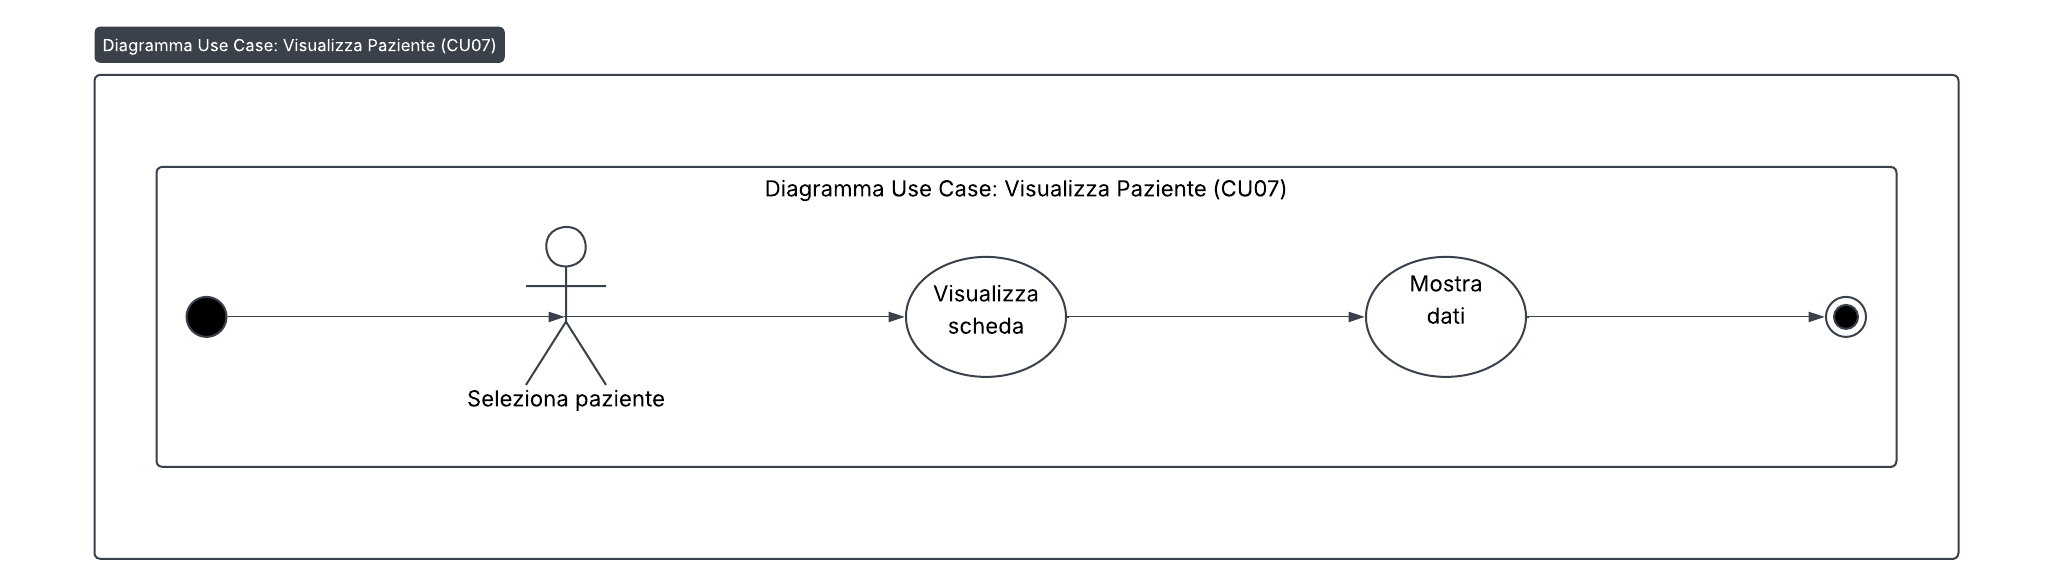 Diagramma Use Case: Visualizza Paziente (CU07)
Diagramma Use Case: Visualizza Paziente (CU07)
Visualizza
scheda
Mostra
dati
Seleziona paziente